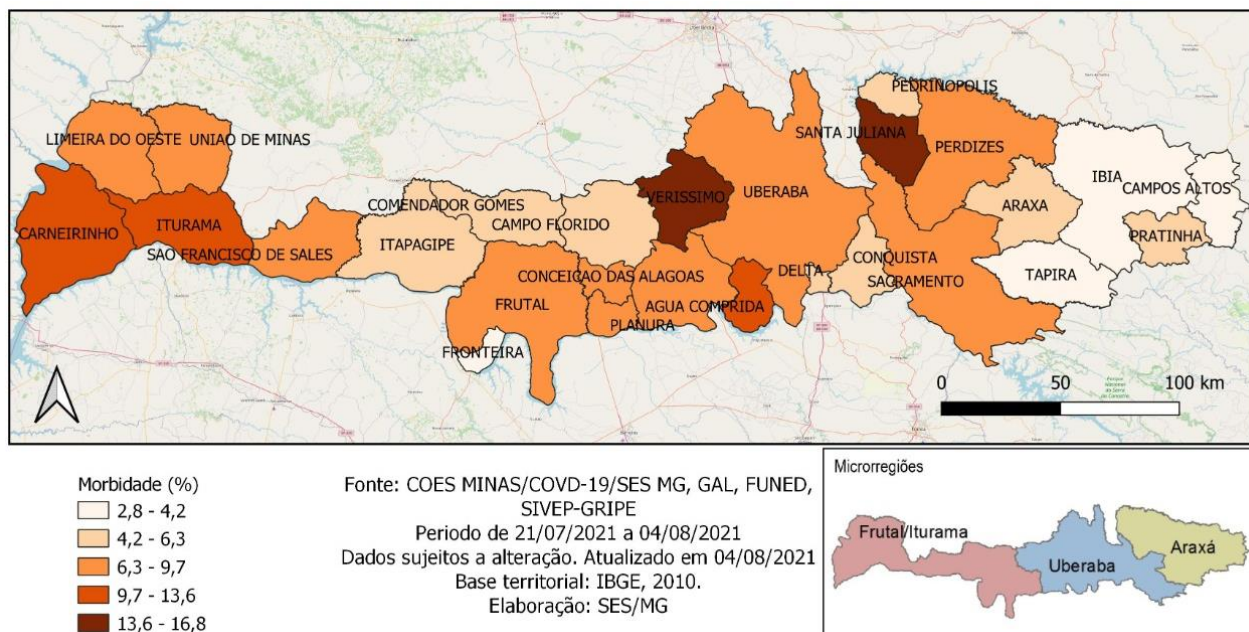 PEDRINOPOLIS
LIMEIRA DO OESTE
UNIAO DE MINAS
SANTA JULIANA
PERDIZES
IBIA
CAMPOS ALTOS
VERISSIMO
UBERABA
CARNEIRINHO
ITURAMA
COMENDADOR GOMES
CAMPO FLORIDO
ARAXA
PRATINHA
SAO FRANCISCO DE SALES
ITAPAGIPE
CONCEIÇAO DAS ALAGOAS
DELTA
CONQUISTA
SACRAMENTO
TAPIRA
FRUTAL
AGUA COMPRIDA
PLANURA
FRONTEIRA
0 50 100 km
Morbidade (%)
2,8 - 4,2
4,2 - 6,3
6,3 - 9,7
9,7 - 13,6
13,6 - 16,8
Fonte: COES MINAS/COVD-19/SES MG, GAL, FUNED,
SIVEP-GRIPE
Periodo de 21/07/2021 a 04/08/2021
Dados sujeitos a alteração. Atualizado em 04/08/2021
Base territorial: IBGE, 2010.
Elaboração: SES/MG
Microrregiões
Frutal/Iturama
Uberaba
Araxá